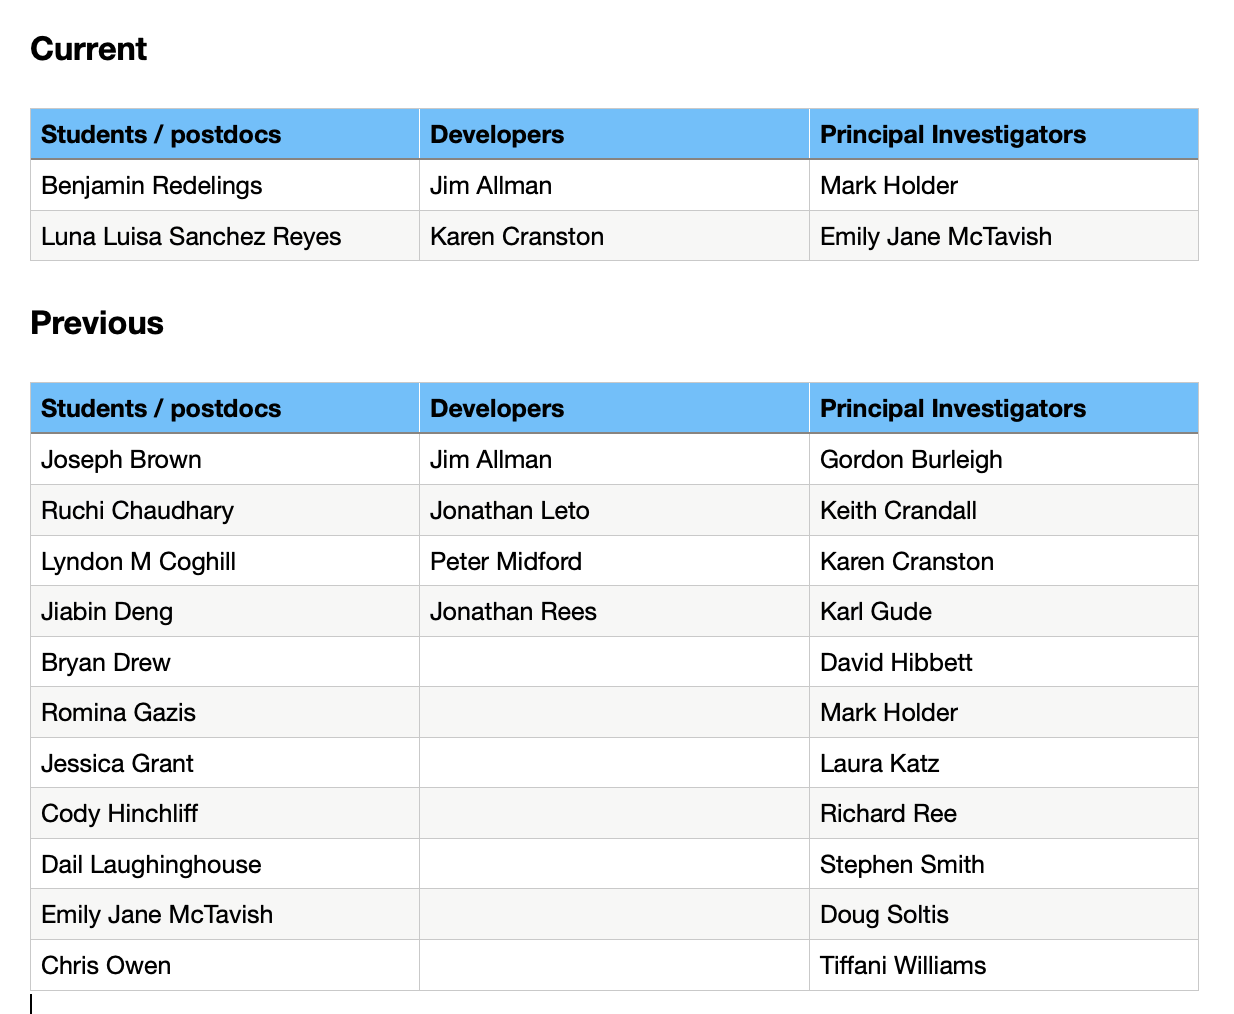 Current
Students / postdocs Developers Principal Investigators
Benjamin Redelings Jim Allman Mark Holder
Luna Luisa Sanchez Reyes Karen Cranston Emily Jane McTavish
Previous
Students / postdocs Developers Principal Investigators
Joseph Brown Jim Allman Gordon Burleigh
Ruchi Chaudhary Jonathan Leto Keith Crandall
Lyndon M Coghill Peter Midford Karen Cranston
Jiabin Deng Jonathan Rees Karl Gude
Bryan Drew David Hibbett
Romina Gazis Mark Holder
Jessica Grant Laura Katz
Cody Hinchliff Richard Ree
Dail Laughinghouse Stephen Smith
Emily Jane McTavish Doug Soltis
Chris Owen Tiffani Williams